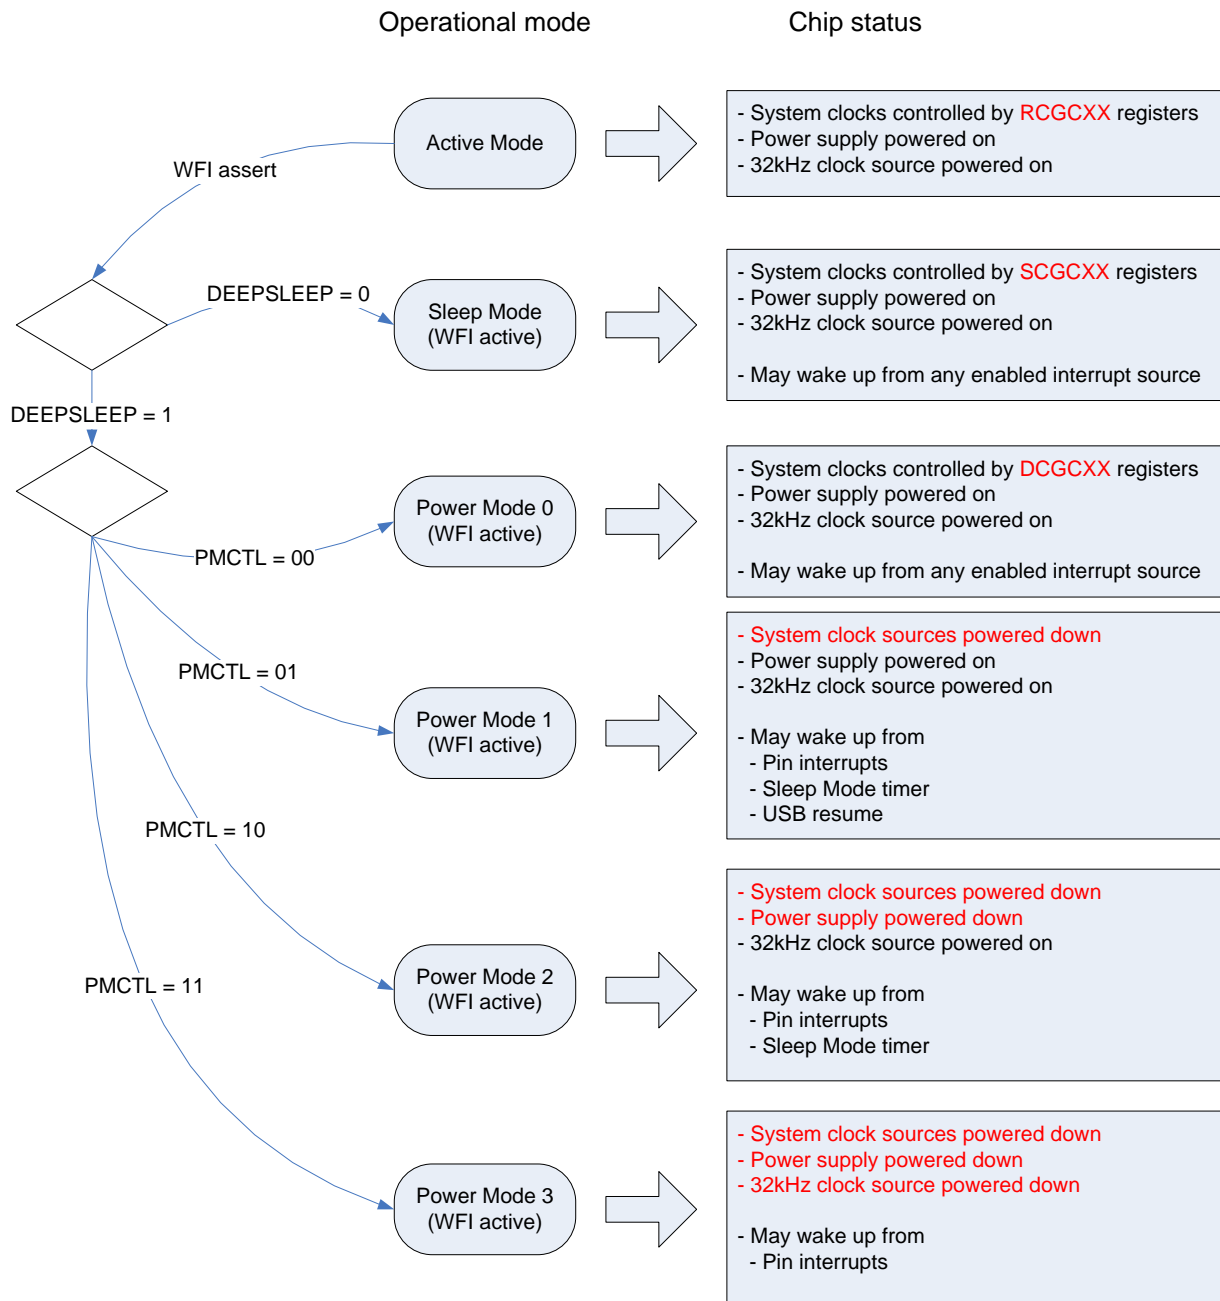 Operational mode
Chip status
Active Mode
- System clocks controlled by RCGCXX registers
- Power supply powered on
- 32kHz clock source powered on
WFI assert
DEEPSLEEP = 0
Sleep Mode
(WFI active)
- System clocks controlled by SCGCXX registers
- Power supply powered on
- 32kHz clock source powered on
- May wake up from any enabled interrupt source
DEEPSLEEP = 1
Power Mode 0
(WFI active)
- System clocks controlled by DCGCXX registers
- Power supply powered on
- 32kHz clock source powered on
- May wake up from any enabled interrupt source
PMCTL = 00
PMCTL = 01
Power Mode 1
(WFI active)
- System clock sources powered down
- Power supply powered on
- 32kHz clock source powered on
- May wake up from
- Pin interrupts
- Sleep Mode timer
- USB resume
PMCTL = 10
Power Mode 2
(WFI active)
- System clock sources powered down
- Power supply powered down
- 32kHz clock source powered on
- May wake up from
- Pin interrupts
- Sleep Mode timer
PMCTL = 11
Power Mode 3
(WFI active)
- System clock sources powered down
- Power supply powered down
- 32kHz clock source powered down
- May wake up from
- Pin interrupts